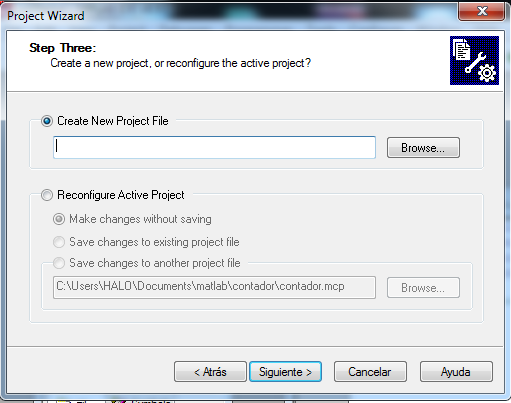 Project Wizard
Step Three:
Create a new project, or reconfigure the active project?
Create New Project File
Browse...
Reconfigure Active Project
Make changes without saving
Save changes to existing project file
Save changes to another project file
C:\Users\HALO\Documents\matlab\contador\contador.mcp
Browse...
< Atrás
Siguiente >
Cancelar
Ayuda